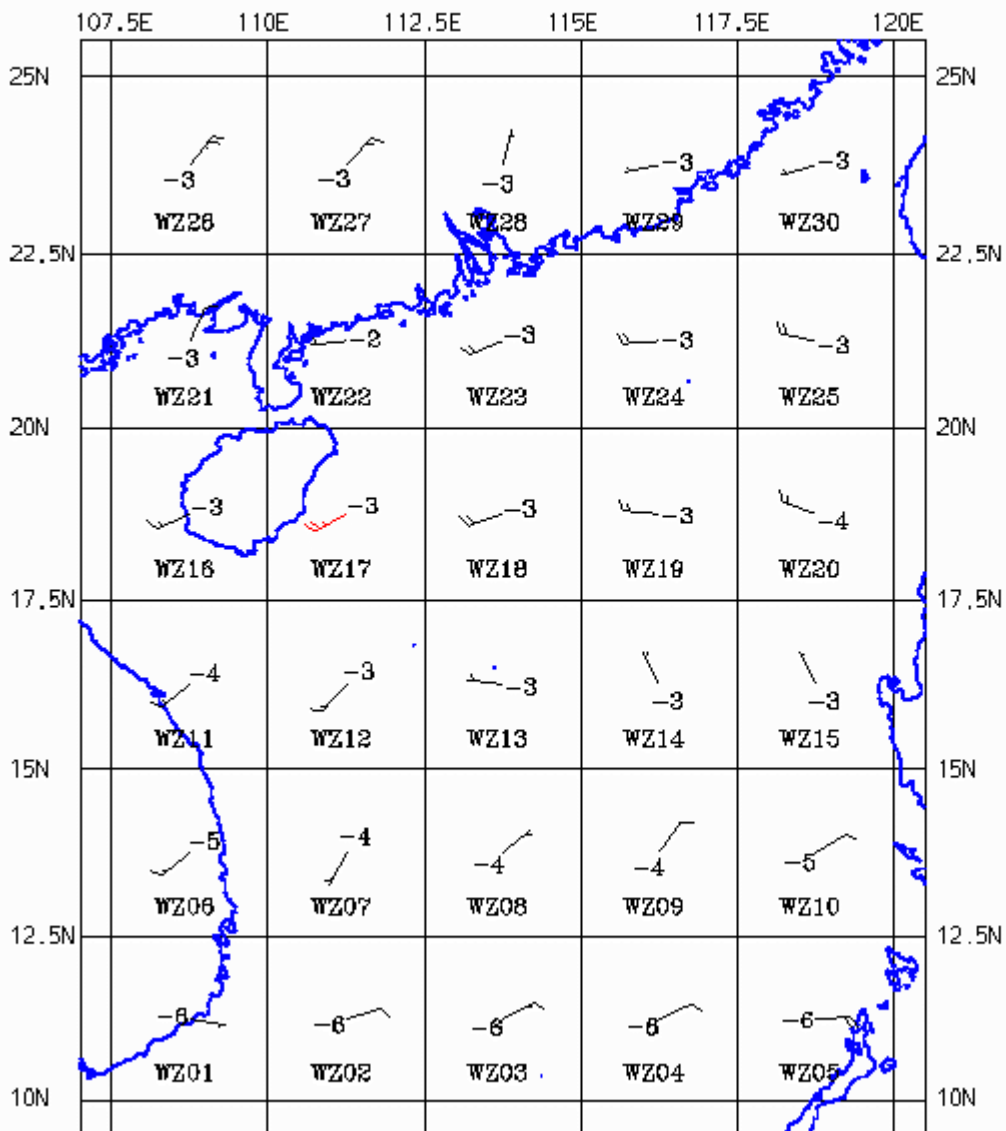 107.5E 110E 112.5E 115E 117.5E 120E
25N 25N
-3 -3
-3 -3 -3
WZ26 WZ27 WZ28 WZ29 WZ30
22.5N 22.5N
-3 -2 -3 -3 -3
WZ21 WZ22 WZ23 WZ24 WZ25
20N 20N
-3 -3 -3 -3 -4
WZ16 WZ17 WZ18 WZ19 WZ20
17.5N 17.5N
-4 -3 -3 -3 -3
WZ11 WZ12 WZ13 WZ14 WZ15
15N 15N
-5 -4 -4 -4 -5
WZ06 WZ07 WZ08 WZ09 WZ10
12.5N 12.5N
-6 -6 -6 -6 -6
WZ01 WZ02 WZ03 WZ04 WZ05
10N 10N